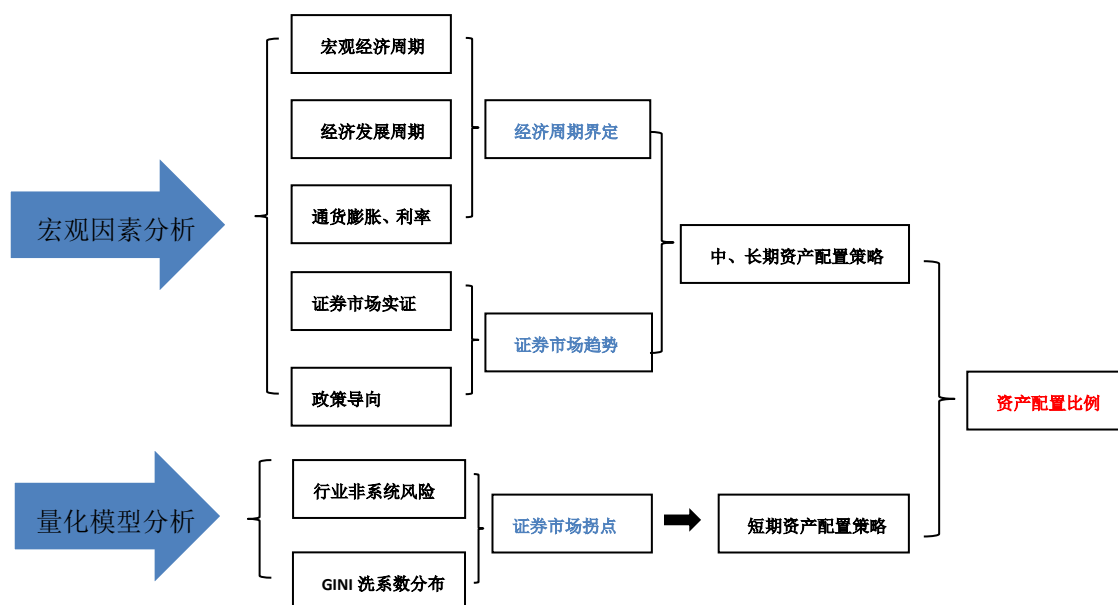 宏观因素分析
宏观经济周期
经济发展周期
通货膨胀、利率
证券市场实证
政策导向
经济周期界定
证券市场趋势
中、长期资产配置策略
量化模型分析
行业非系统风险
GINI 洗系数分布
证券市场拐点
短期资产配置策略
资产配置比例